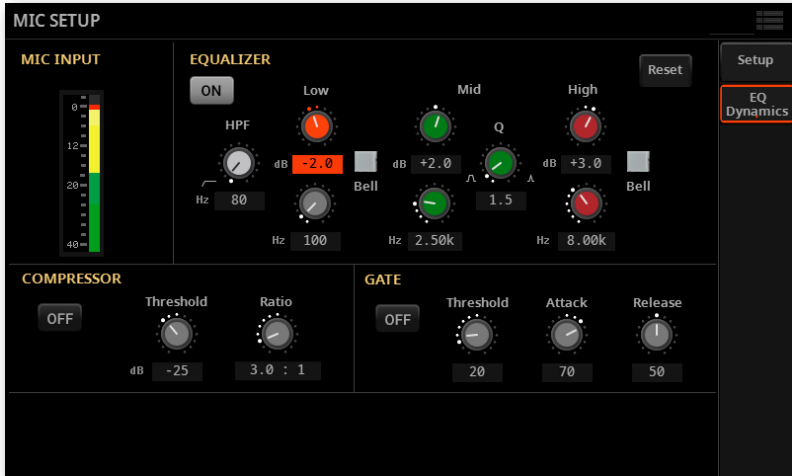 MIC SETUP
MIC INPUT
0
12
20
40
EQUALIZER
ON
Reset
Low
Mid
High
HPF
Q
dB -2.0
Bell
dB +2.0
dB +3.0
Bell
Hz 80
1.5
Hz 100
Hz 2.50k
Hz 8.00k
COMPRESSOR
OFF
Threshold
Ratio
dB -25
3.0 : 1
GATE
OFF
Threshold
Attack
Release
20
70
50
Setup
EQ
Dynamics